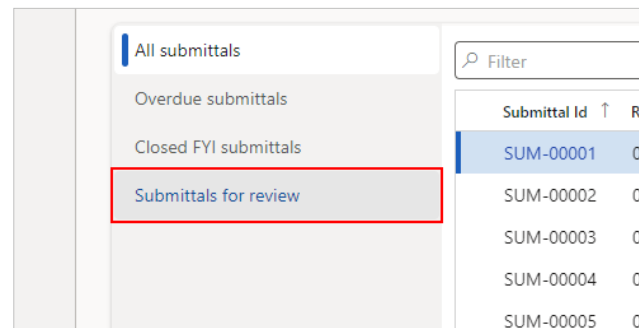 All submittals
Overdue submittals
Closed FYI submittals
Submittals for review
Filter
Submittal Id ↑
SUM-00001
SUM-00002
SUM-00003
SUM-00004
SUM-00005